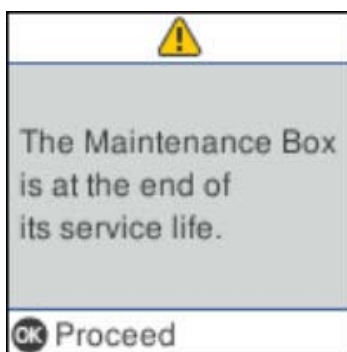 The Maintenance Box
is at the end of
its service life.
OK Proceed